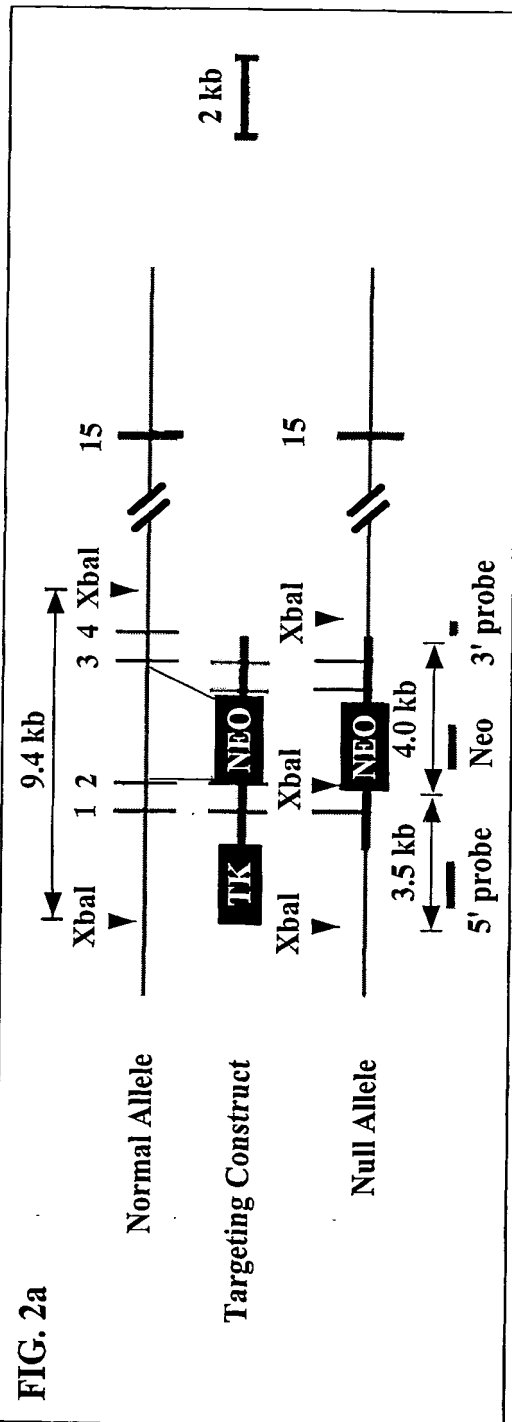 FIG. 2a
9.4 kb
XbaI 1 2 3 4 XbaI 15
Normal Allele
2 kb
Targeting Construct
TK NEO
XbaI XbaI XbaI 15
Null Allele
NEO
3.5 kb 4.0 kb
5' probe Neo 3' probe